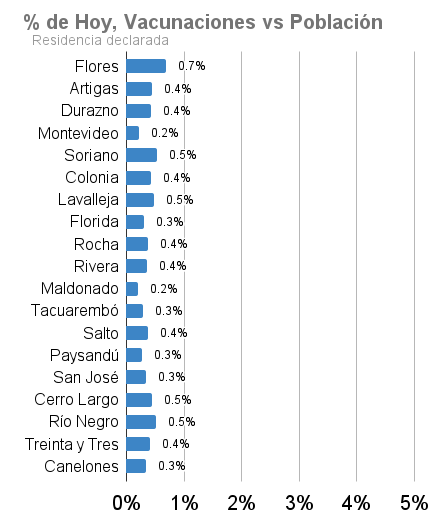 % de Hoy, Vacunaciones vs Población
Residencia declarada
Flores 0.7%
Artigas 0.4%
Durazno 0.4%
Montevideo 0.2%
Soriano 0.5%
Colonia 0.4%
Lavalleja 0.5%
Florida 0.3%
Rocha 0.4%
Rivera 0.4%
Maldonado 0.2%
Tacuarembó 0.3%
Salto 0.4%
Paysandú 0.3%
San José 0.3%
Cerro Largo 0.5%
Río Negro 0.5%
Treinta y Tres 0.4%
Canelones 0.3%
0% 1% 2% 3% 4% 5%